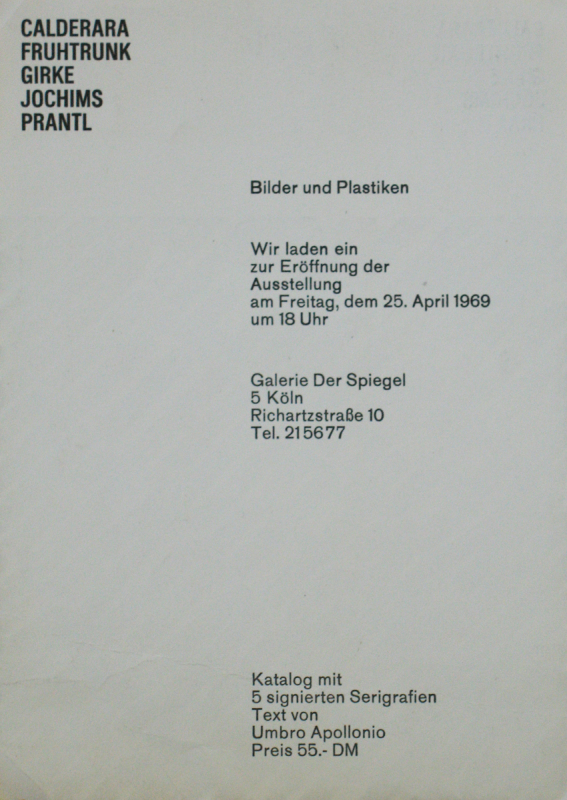 CALDERARA
FRUHTRUNK
GIRKE
JOCHIMS
PRANTL
Bilder und Plastiken
Wir laden ein
zur Eröffnung der
Ausstellung
am Freitag, dem 25. April 1969
um 18 Uhr
Galerie Der Spiegel
5 Köln
Richartzstraße 10
Tel. 215677
Katalog mit
5 signierten Serigrafien
Text von
Umbro Apollonio
Preis 55.- DM